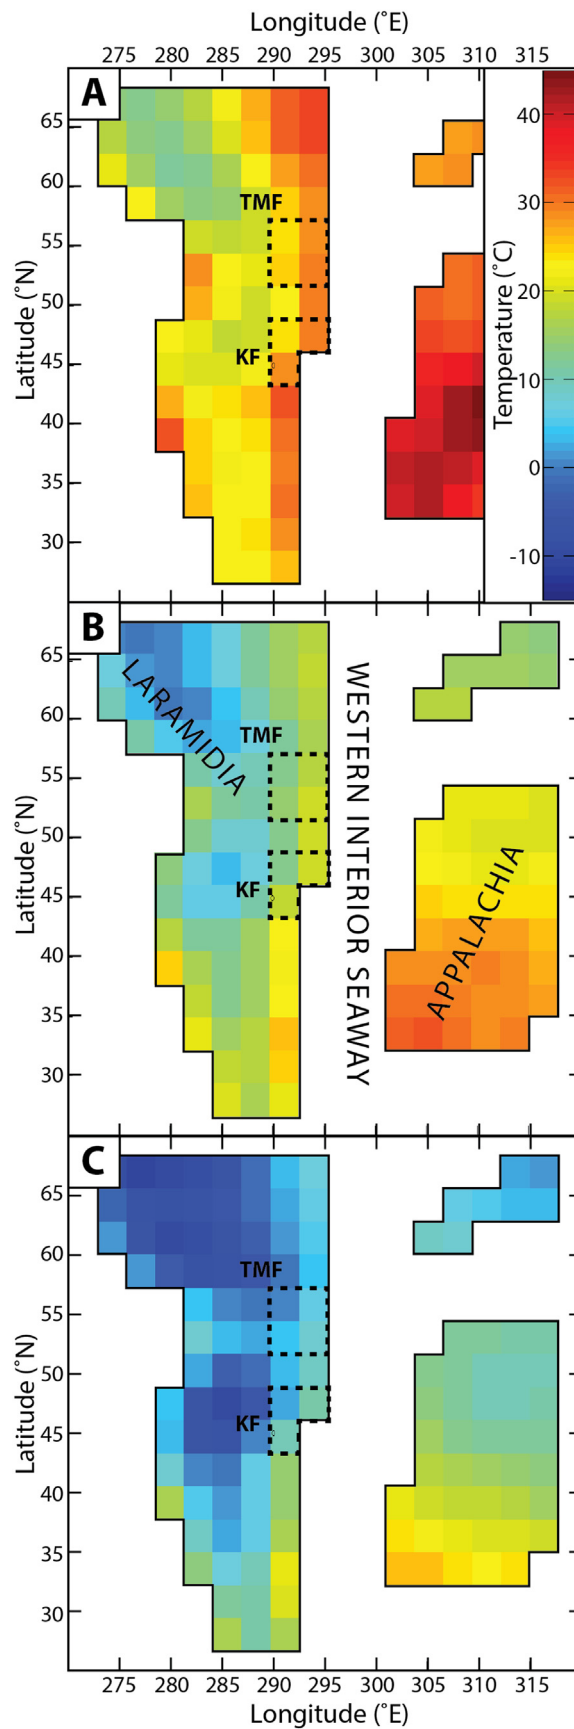 Longitude (˚E)
275 280 285 290 295 300 305 310 315
A
65
60
55
50
45
40
35
30
Latitude (˚N)
TMF
KF
Temperature (˚C)
40
30
20
10
0
-10
B
65
60
55
50
45
40
35
30
Latitude (˚N)
LARAMIDIA
TMF
KF
WESTERN INTERIOR SEAWAY
APPALACHIA
C
65
60
55
50
45
40
35
30
Latitude (˚N)
TMF
KF
275 280 285 290 295 300 305 310 315
Longitude (˚E)